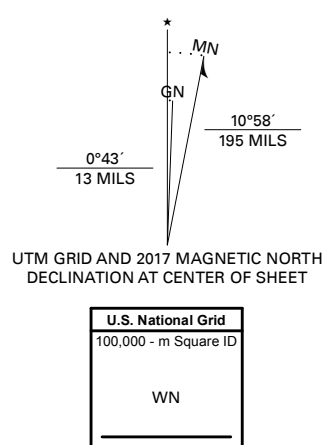 ★
MN
GN
10°58´
195 MILS
0°43´
13 MILS
UTM GRID AND 2017 MAGNETIC NORTH
DECLINATION AT CENTER OF SHEET
U.S. National Grid
100,000 - m Square ID
WN